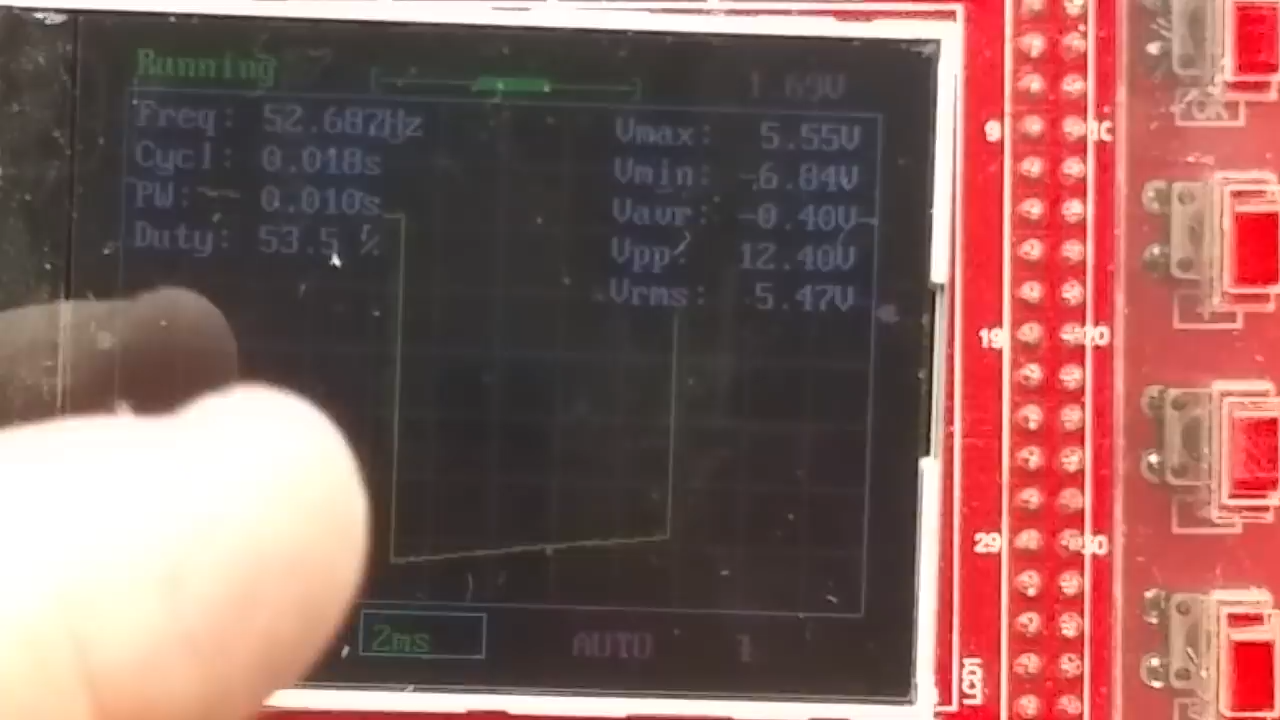 Running 1.69V
Freq: 52.687Hz Vmax: 5.55V
Cycl: 0.018s Vmin: -6.84V
PW: 0.010s Vavr: -0.40V
Duty: 53.5 % Vpp: 12.40V
Vrms: 5.47V
2ms AUTO
OK
9 10
19 20
29 30
LCD1